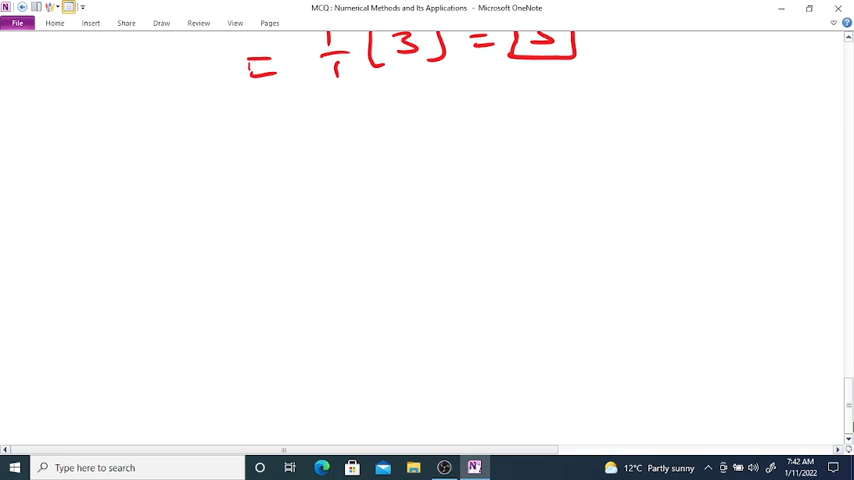 MCQ : Numerical Methods and Its Applications - Microsoft OneNote
File Home Insert Share Draw Review View Pages
= 1/1 [3] = 3
Type here to search
12°C Partly sunny
7:42 AM
1/11/2022